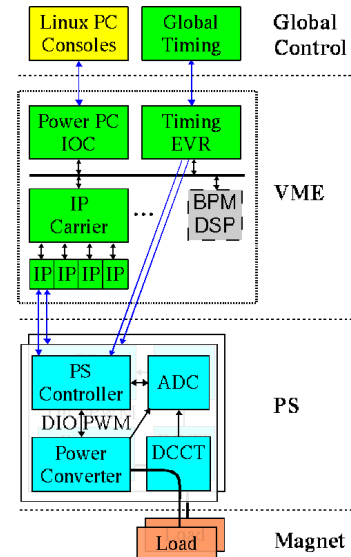 Linux PC
Consoles
Global
Timing
Global
Control
Power PC
IOC
Timing
EVR
VME
IP
Carrier
...
BPM
DSP
IP IP IP IP
PS
Controller
ADC
PS
DIO PWM
Power
Converter
DCCT
Load
Magnet